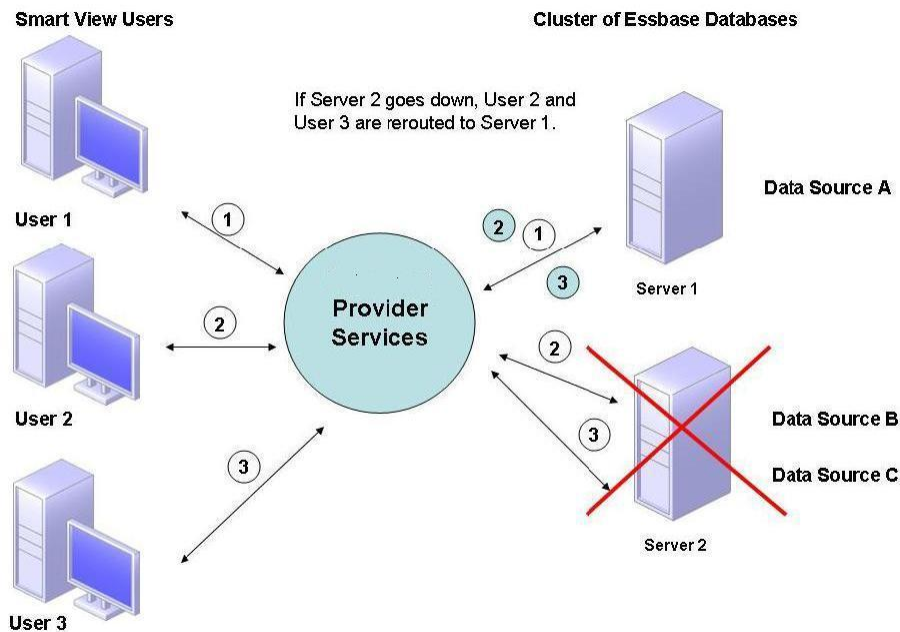 Smart View Users
Cluster of Essbase Databases
If Server 2 goes down, User 2 and
User 3 are rerouted to Server 1.
Data Source A
User 1
1
2
1
3
Server 1
Provider
Services
2
2
3
User 2
Data Source B
Data Source C
3
Server 2
User 3